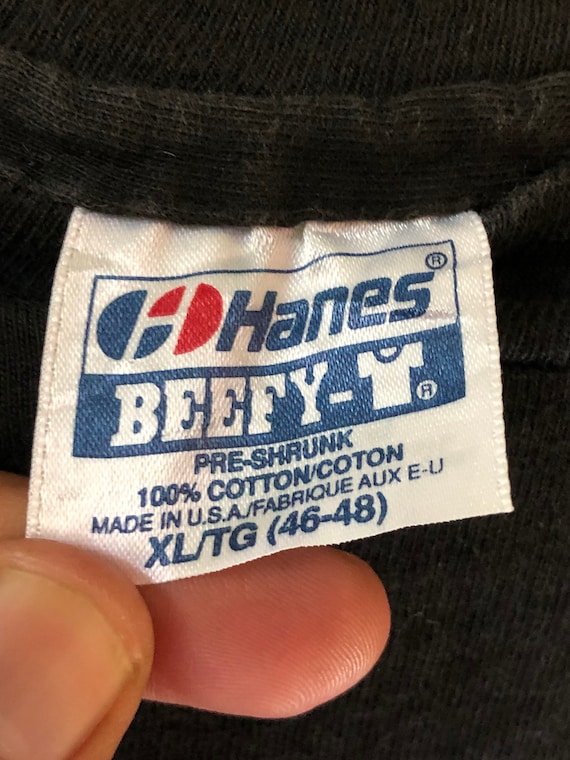 Hanes®
BEEFY-T®
PRE-SHRUNK
100% COTTON/COTON
MADE IN U.S.A./FABRIQUE AUX E-U
XL/TG (46-48)